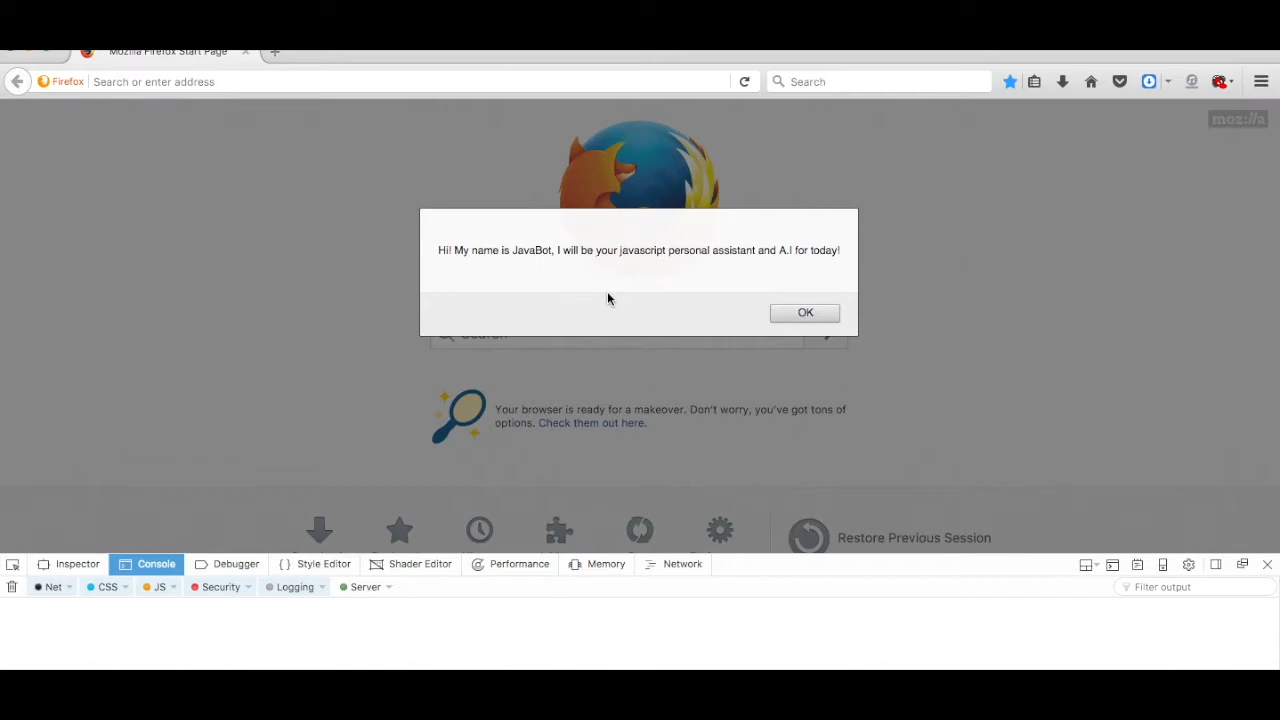 Mozilla Firefox Start Page
Firefox Search or enter address Search
moz://a
Hi! My name is JavaBot, I will be your javascript personal assistant and A.I for today!
OK
Search
Your browser is ready for a makeover. Don't worry, you've got tons of
options. Check them out here.
Restore Previous Session
Inspector Console Debugger Style Editor Shader Editor Performance Memory Network
Net CSS JS Security Logging Server Filter output